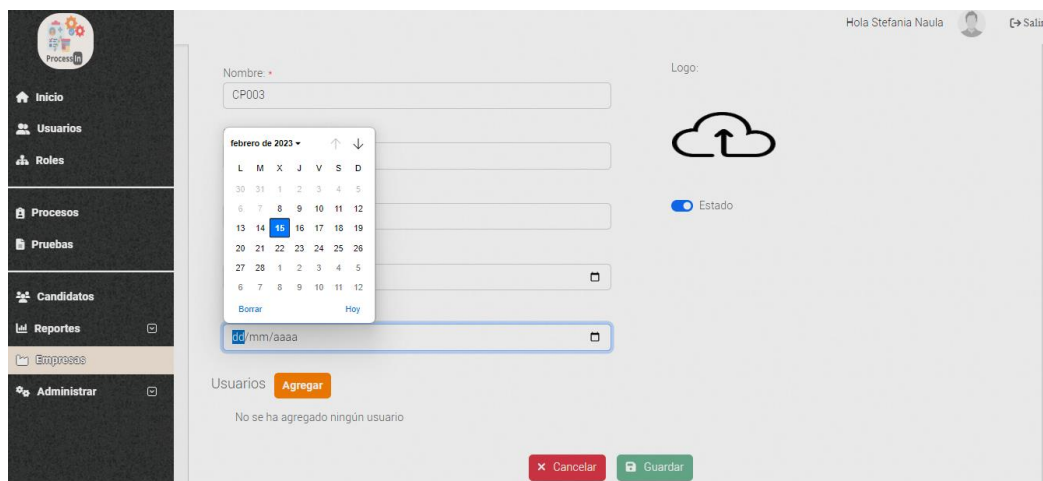 Hola Stefania Naula
Salir
ProcessIn
Inicio
Usuarios
Roles
Procesos
Pruebas
Candidatos
Reportes
Empresas
Administrar
Nombre: *
CP003
febrero de 2023
L M X J V S D
30 31 1 2 3 4 5
6 7 8 9 10 11 12
13 14 15 16 17 18 19
20 21 22 23 24 25 26
27 28 1 2 3 4 5
6 7 8 9 10 11 12
Borrar Hoy
dd/mm/aaaa
Usuarios Agregar
No se ha agregado ningún usuario
Cancelar Guardar
Logo:
Estado